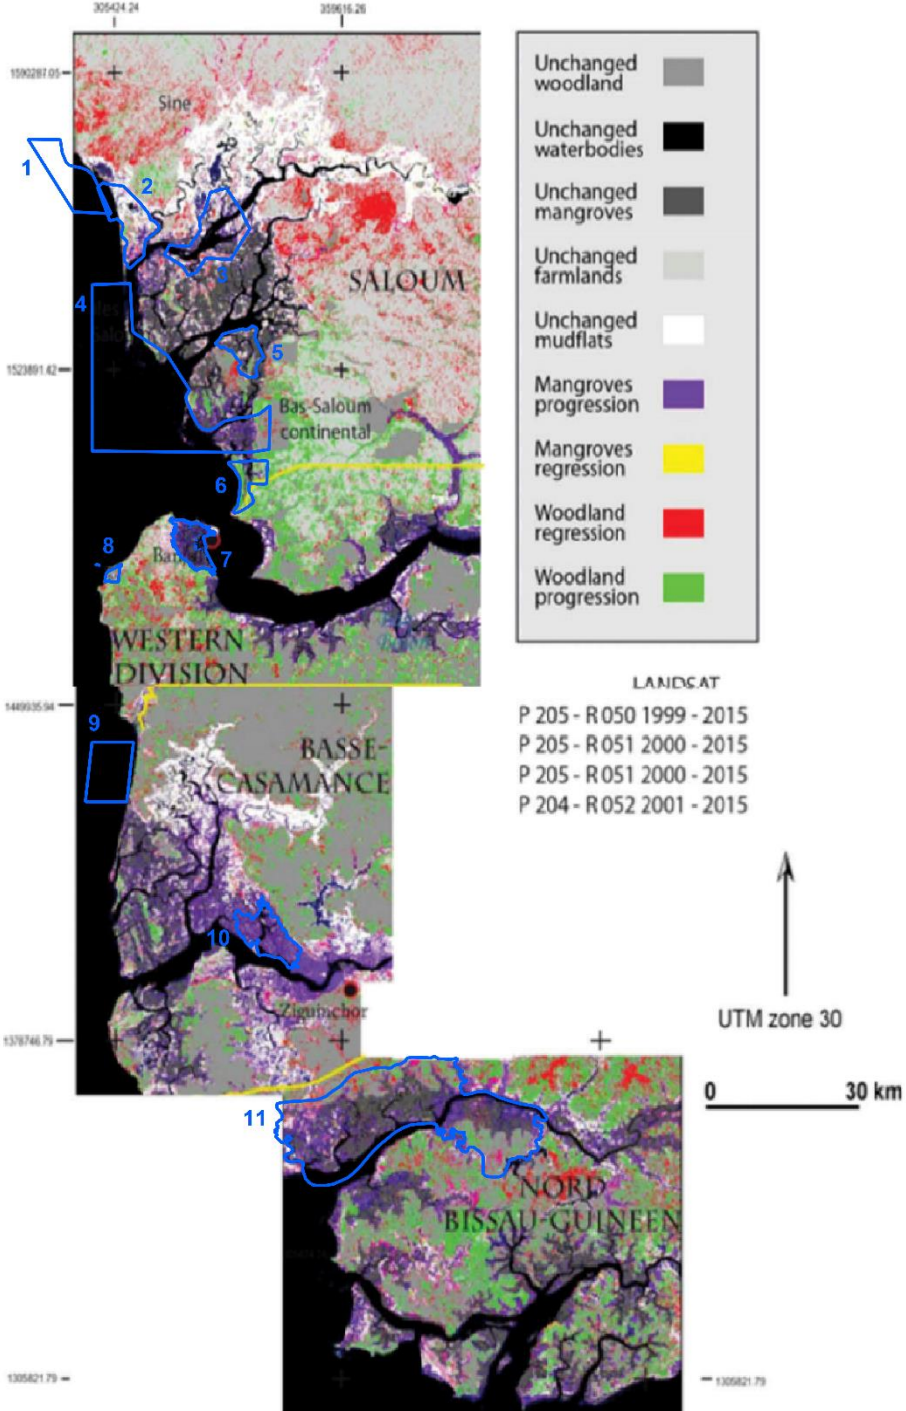 305424.24
359616.26
1590287.05
Sine
1
2
3
SALOUM
4
5
1523891.42
Bas-Saloum
continental
6
7
8
WESTERN
DIVISION
1449935.94
9
BASSE-
CASAMANCE
10
Ziguinchor
1378746.79
11
NORD
BISSAU-GUINEEN
1305821.79
1305821.79
Unchanged
woodland
Unchanged
waterbodies
Unchanged
mangroves
Unchanged
farmlands
Unchanged
mudflats
Mangroves
progression
Mangroves
regression
Woodland
regression
Woodland
progression
LANDSAT
P 205 - R 050 1999 - 2015
P 205 - R 051 2000 - 2015
P 205 - R 051 2000 - 2015
P 204 - R 052 2001 - 2015
UTM zone 30
0 30 km